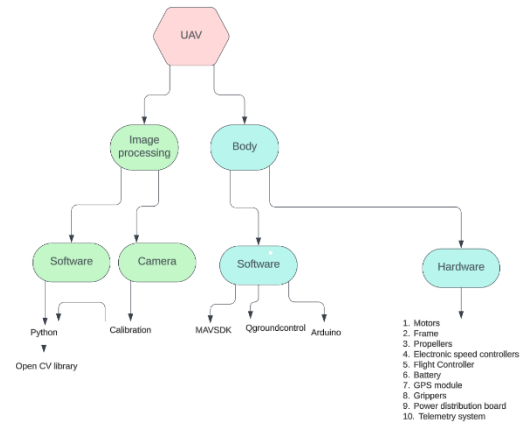 UAV
Image
processing
Body
Software
Camera
Software
Hardware
Python
Calibration
MAVSDK
Qgroundcontrol
Arduino
Open CV library
1. Motors
2. Frame
3. Propellers
4. Electronic speed controllers
5. Flight Controller
6. Battery
7. GPS module
8. Grippers
9. Power distribution board
10. Telemetry system